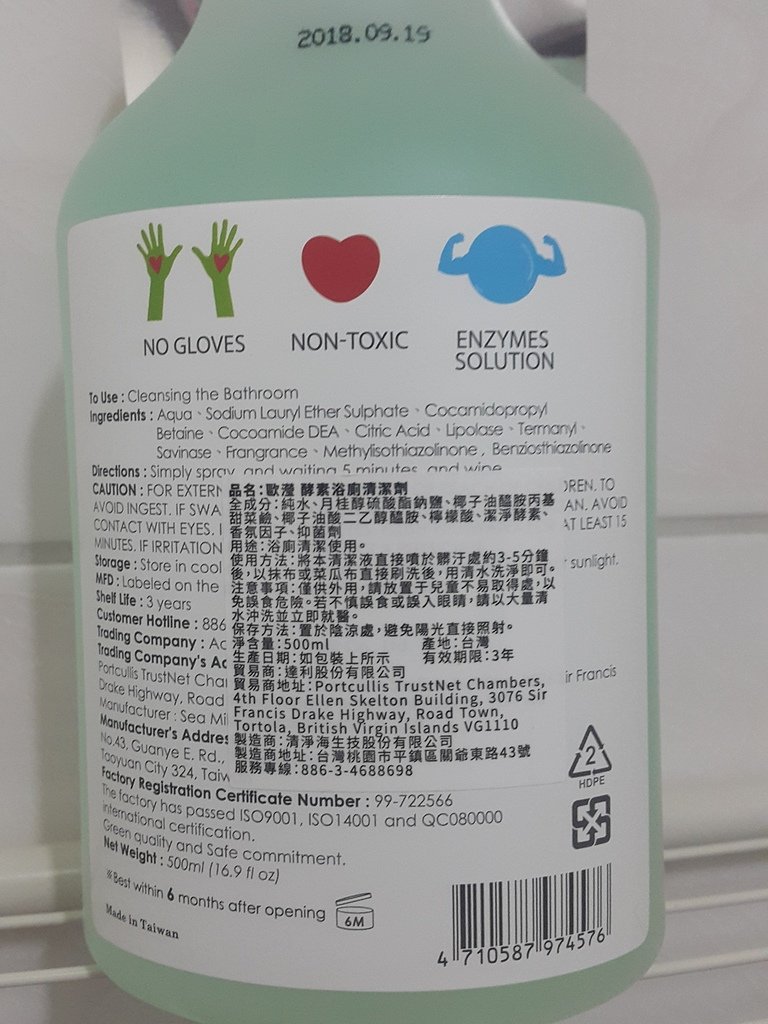 2018.09.19
NO GLOVES
NON-TOXIC
ENZYMES
SOLUTION
To Use : Cleansing the Bathroom
Ingredients : Aqua、Sodium Lauryl Ether Sulphate、Cocamidopropyl
Betaine、Cocoamide DEA、Citric Acid、Lipolase、Termanyl、
Savinase、Frangrance、Methylisothiazolinone , Benziosthiazolinone
Directions : Simply spray, and waiting 5 minutes, and wipe
CAUTION : FOR EXTERN
AVOID INGEST. IF SWA
CONTACT WITH EYES. I
MINUTES. IF IRRITATION
DREN. TO
AN. AVOID
AT LEAST 15
Storage : Store in cool
sunlight.
MFD : Labeled on the
Shelf Life : 3 years
Customer Hotline : 886
Trading Company : Ac
Trading Company's Ac
Portcullis TrustNet Cha
ir Francis
Drake Highway, Road
Manufacturer : Sea Mi
Manufacturer's Addres
No.43, Guanye E. Rd.,
Taoyuan City 324, Taiw
品名:歐瀅 酵素浴廁清潔劑
全成分:純水、月桂醇硫酸酯鈉鹽、椰子油醯胺丙基
甜菜鹼、椰子油酸二乙醇醯胺、檸檬酸、潔淨酵素、
香氛因子、抑菌劑
用途:浴廁清潔使用。
使用方法:將本清潔液直接噴於髒汙處約3-5分鐘
後,以抹布或菜瓜布直接刷洗後,用清水洗淨即可。
注意事項:僅供外用,請放置于兒童不易取得處,以
免誤食危險。若不慎誤食或誤入眼睛,請以大量清
水沖洗並立即就醫。
保存方法:置於陰涼處,避免陽光直接照射。
淨含量:500ml 產地:台灣
生產日期:如包裝上所示 有效期限:3年
貿易商:達利股份有限公司
貿易商地址:Portcullis TrustNet Chambers,
4th Floor Ellen Skelton Building, 3076 Sir
Francis Drake Highway, Road Town,
Tortola, British Virgin Islands VG1110
製造商:清淨海生技股份有限公司
製造商地址:台灣桃園市平鎮區關爺東路43號
服務專線:886-3-4688698
Factory Registration Certificate Number : 99-722566
The factory has passed ISO9001, ISO14001 and QC080000
international certification.
Green quality and Safe commitment.
Net Weight : 500ml (16.9 fl oz)
※Best within 6 months after opening
6M
Made in Taiwan
2
HDPE
4 710587 974576